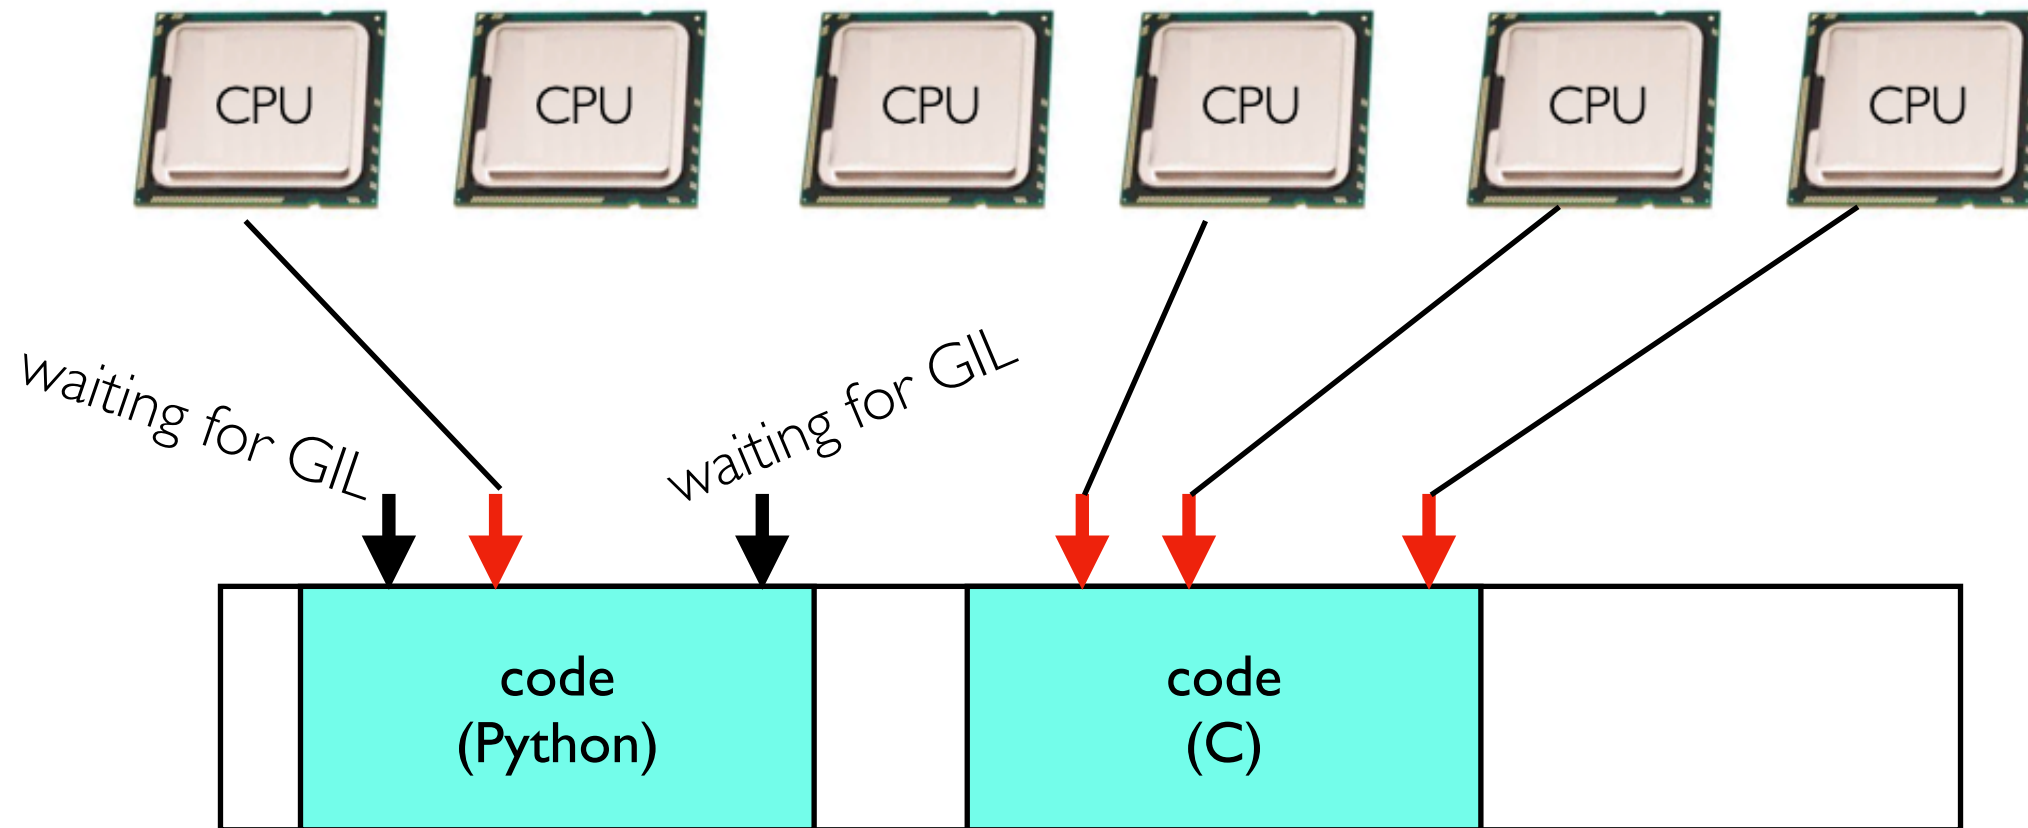 CPU
CPU
CPU
CPU
CPU
CPU
waiting for GIL
waiting for GIL
code
(Python)
code
(C)